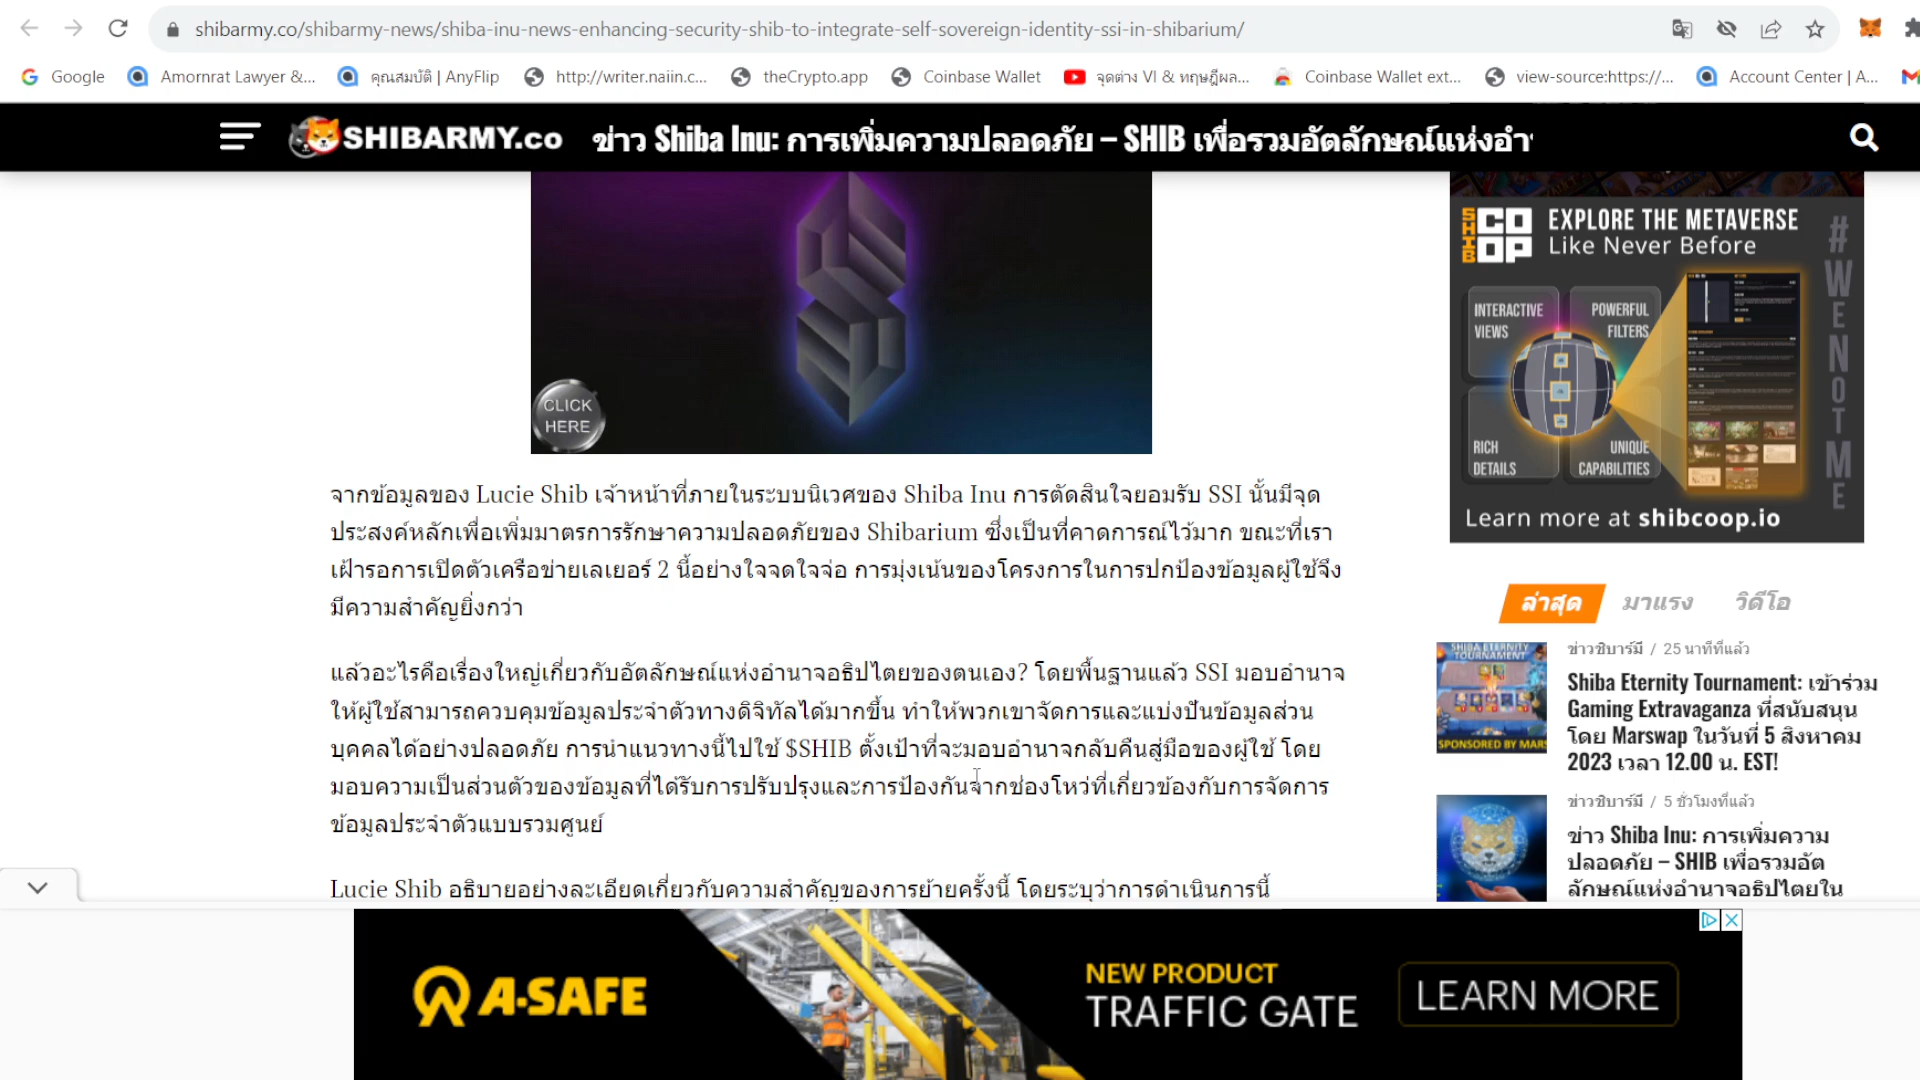 shibarmy.co/shibarmy-news/shiba-inu-news-enhancing-security-shib-to-integrate-self-sovereign-identity-ssi-in-shibarium/
Google
Amornrat Lawyer &...
คุณสมบัติ | AnyFlip
http://writer.naiin.c...
theCrypto.app
Coinbase Wallet
จุดต่าง VI & ทฤษฎีผล...
Coinbase Wallet ext...
view-source:https://...
Account Center | A...
SHIBARMY.co
ข่าว Shiba Inu: การเพิ่มความปลอดภัย – SHIB เพื่อรวมอัตลักษณ์แห่งอำ
CLICK
HERE
จากข้อมูลของ Lucie Shib เจ้าหน้าที่ภายในระบบนิเวศของ Shiba Inu การตัดสินใจยอมรับ SSI นั้นมีจุด
ประสงค์หลักเพื่อเพิ่มมาตรการรักษาความปลอดภัยของ Shibarium ซึ่งเป็นที่คาดการณ์ไว้มาก ขณะที่เรา
เฝ้ารอการเปิดตัวเครือข่ายเลเยอร์ 2 นี้อย่างใจจดใจจ่อ การมุ่งเน้นของโครงการในการปกป้องข้อมูลผู้ใช้จึง
มีความสำคัญยิ่งกว่า
แล้วอะไรคือเรื่องใหญ่เกี่ยวกับอัตลักษณ์แห่งอำนาจอธิปไตยของตนเอง? โดยพื้นฐานแล้ว SSI มอบอำนาจ
ให้ผู้ใช้สามารถควบคุมข้อมูลประจำตัวทางดิจิทัลได้มากขึ้น ทำให้พวกเขาจัดการและแบ่งปันข้อมูลส่วน
บุคคลได้อย่างปลอดภัย การนำแนวทางนี้ไปใช้ $SHIB ตั้งเป้าที่จะมอบอำนาจกลับคืนสู่มือของผู้ใช้ โดย
มอบความเป็นส่วนตัวของข้อมูลที่ได้รับการปรับปรุงและการป้องกันจากช่องโหว่ที่เกี่ยวข้องกับการจัดการ
ข้อมูลประจำตัวแบบรวมศูนย์
Lucie Shib อธิบายอย่างละเอียดเกี่ยวกับความสำคัญของการย้ายครั้งนี้ โดยระบุว่าการดำเนินการนี้
SHIB
CO
OP
EXPLORE THE METAVERSE
Like Never Before
#WENOTME
INTERACTIVE
VIEWS
POWERFUL
FILTERS
RICH
DETAILS
UNIQUE
CAPABILITIES
Learn more at shibcoop.io
ล่าสุด
มาแรง
วิดีโอ
SHIBA ETERNITY
TOURNAMENT
SPONSORED BY MAR
ข่าวชิบาร์มี / 25 นาทีที่แล้ว
Shiba Eternity Tournament: เข้าร่วม
Gaming Extravaganza ที่สนับสนุน
โดย Marswap ในวันที่ 5 สิงหาคม
2023 เวลา 12.00 น. EST!
ข่าวชิบาร์มี / 5 ชั่วโมงที่แล้ว
ข่าว Shiba Inu: การเพิ่มความ
ปลอดภัย – SHIB เพื่อรวมอัต
ลักษณ์แห่งอำนาจอธิปไตยใน
A-SAFE
NEW PRODUCT
TRAFFIC GATE
LEARN MORE